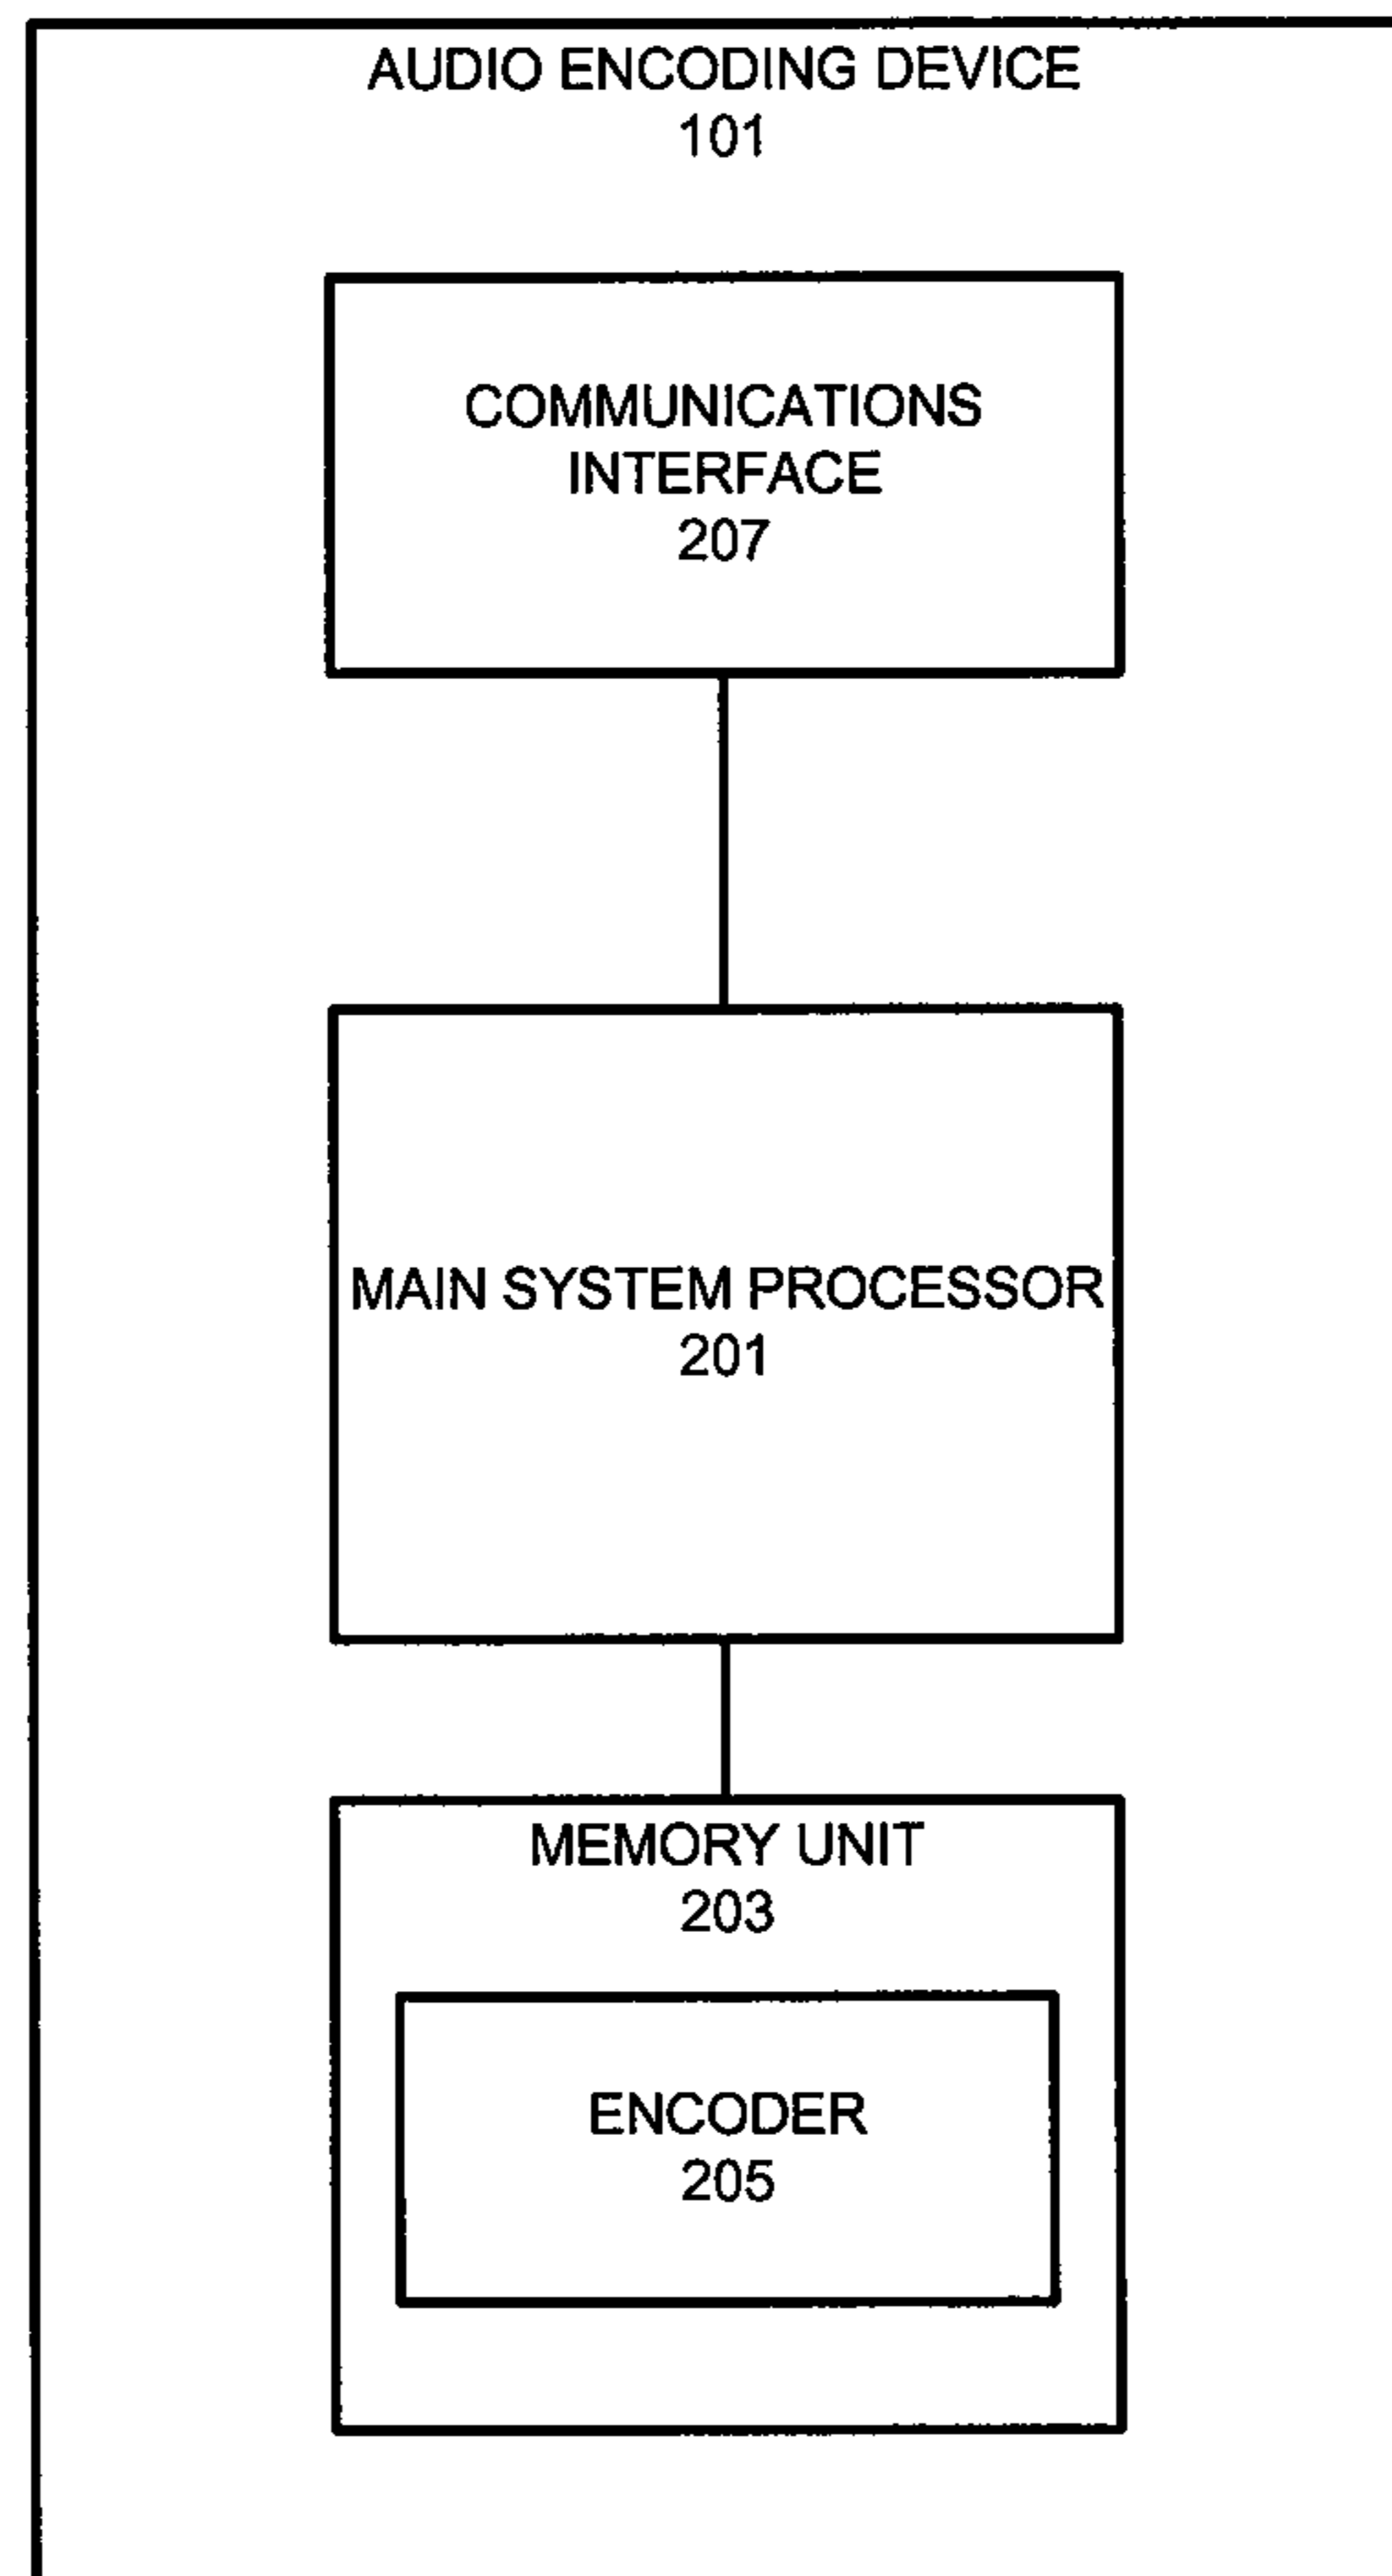 AUDIO ENCODING DEVICE
101
COMMUNICATIONS
INTERFACE
207
MAIN SYSTEM PROCESSOR
201
MEMORY UNIT
203
ENCODER
205